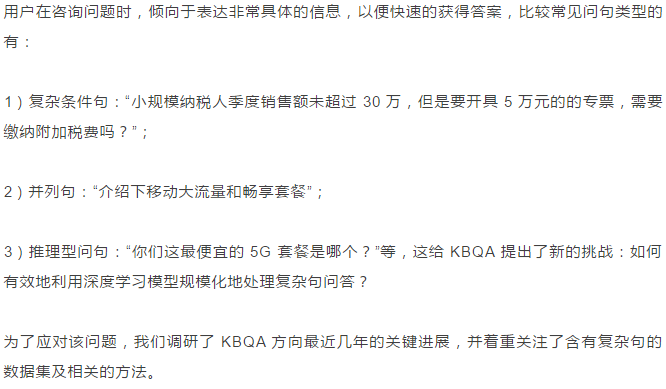 用户在咨询问题时，倾向于表达非常具体的信息，以便快速的获得答案，比较常见问句类型的
有：
1）复杂条件句：“小规模纳税人季度销售额未超过 30 万，但是要开具 5 万元的的专票，需要
缴纳附加税费吗？”；
2）并列句：“介绍下移动大流量和畅享套餐”；
3）推理型问句：“你们这最便宜的 5G 套餐是哪个？”等，这给 KBQA 提出了新的挑战：如何
有效地利用深度学习模型规模化地处理复杂句问答？
为了应对该问题，我们调研了 KBQA 方向最近几年的关键进展，并着重关注了含有复杂句的
数据集及相关的方法。